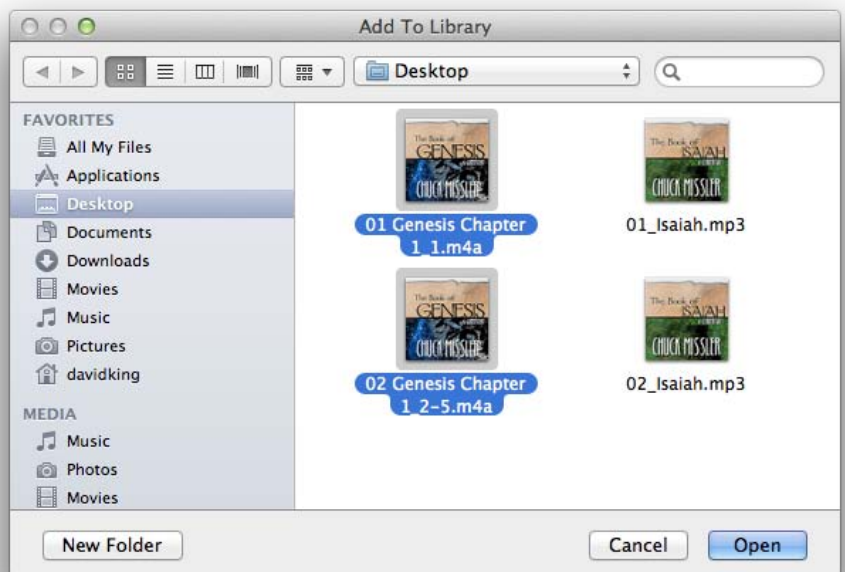 Add To Library
Desktop
FAVORITES
All My Files
Applications
Desktop
Documents
Downloads
Movies
Music
Pictures
davidking
MEDIA
Music
Photos
Movies
The Book of
GENESIS
CHUCK MISSLER
01 Genesis Chapter
1_1.m4a
The Book of
ISAIAH
CHUCK MISSLER
01_Isaiah.mp3
The Book of
GENESIS
CHUCK MISSLER
02 Genesis Chapter
1_2-5.m4a
The Book of
ISAIAH
CHUCK MISSLER
02_Isaiah.mp3
New Folder
Cancel
Open